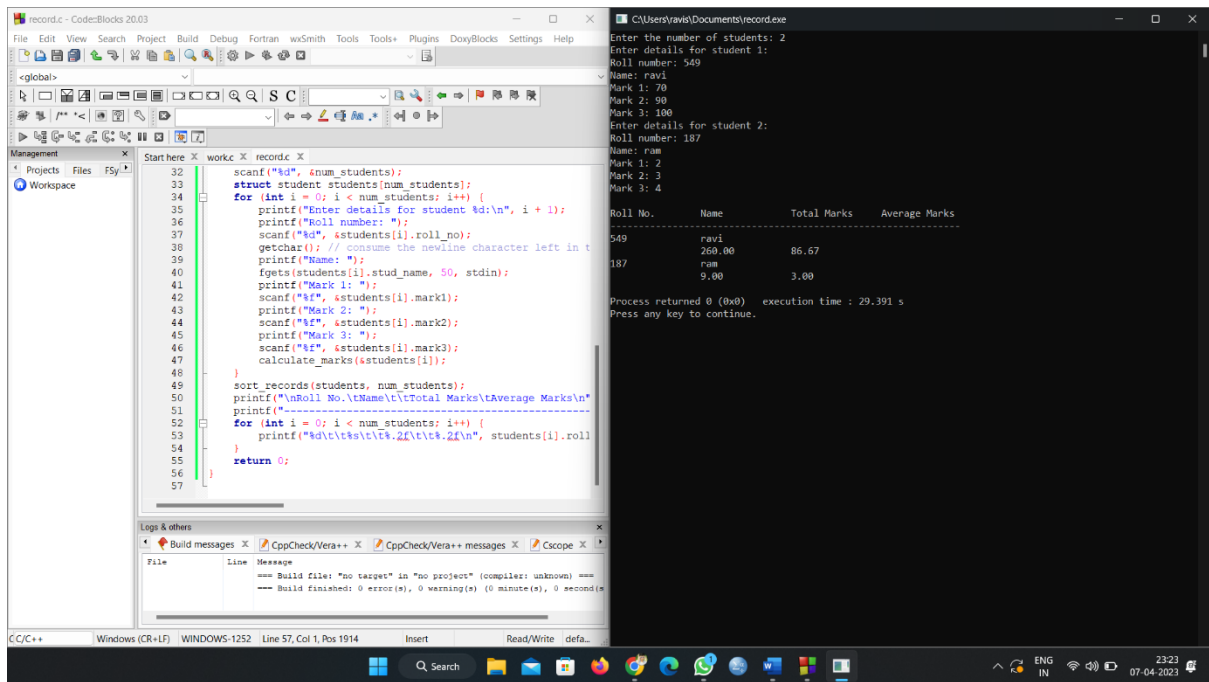 record.c - Code::Blocks 20.03
File Edit View Search Project Build Debug Fortran wxSmith Tools Tools+ Plugins DoxyBlocks Settings Help
<global>
S C
/** *<
Aa .*
Management
Projects Files FSy
Workspace
Start here X work.c X record.c X
32 scanf("%d", &num_students);
33 struct student students[num_students];
34 for (int i = 0; i < num_students; i++) {
35 printf("Enter details for student %d:\n", i + 1);
36 printf("Roll number: ");
37 scanf("%d", &students[i].roll_no);
38 getchar(); // consume the newline character left in t
39 printf("Name: ");
40 fgets(students[i].stud_name, 50, stdin);
41 printf("Mark 1: ");
42 scanf("%f", &students[i].mark1);
43 printf("Mark 2: ");
44 scanf("%f", &students[i].mark2);
45 printf("Mark 3: ");
46 scanf("%f", &students[i].mark3);
47 calculate_marks(&students[i]);
48 }
49 sort_records(students, num_students);
50 printf("\nRoll No.\tName\t\tTotal Marks\tAverage Marks\n"
51 printf("------------------------------------------
52 for (int i = 0; i < num_students; i++) {
53 printf("%d\t\t%s\t\t%.2f\t\t%.2f\n", students[i].roll
54 }
55 return 0;
56 }
57
Logs & others
Build messages X CppCheck/Vera++ X CppCheck/Vera++ messages X Cscope X
File Line Message
=== Build file: "no target" in "no project" (compiler: unknown) ===
=== Build finished: 0 error(s), 0 warning(s) (0 minute(s), 0 second(s
C C/C++ Windows (CR+LF) WINDOWS-1252 Line 57, Col 1, Pos 1914 Insert Read/Write defa...
C:\Users\ravis\Documents\record.exe
Enter the number of students: 2
Enter details for student 1:
Roll number: 549
Name: ravi
Mark 1: 70
Mark 2: 90
Mark 3: 100
Enter details for student 2:
Roll number: 187
Name: ram
Mark 1: 2
Mark 2: 3
Mark 3: 4
Roll No. Name Total Marks Average Marks
----------------------------------------------------------------------
549 ravi
260.00 86.67
187 ram
9.00 3.00
Process returned 0 (0x0) execution time : 29.391 s
Press any key to continue.
Search
ENG
IN
23:23
07-04-2023